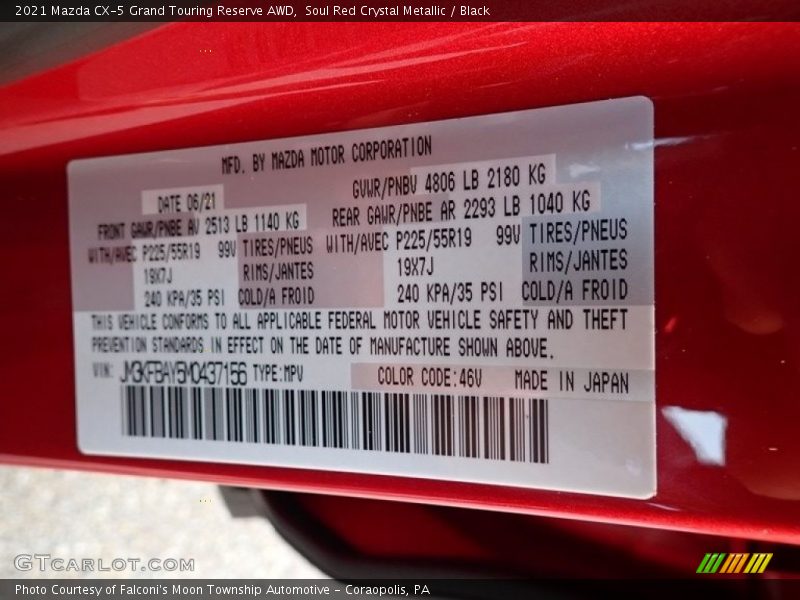 2021 Mazda CX-5 Grand Touring Reserve AWD, Soul Red Crystal Metallic / Black
MFD. BY MAZDA MOTOR CORPORATION
DATE 06/21 GVWR/PNBV 4806 LB 2180 KG
FRONT GAWR/PNBE AV 2513 LB 1140 KG REAR GAWR/PNBE AR 2293 LB 1040 KG
WITH/AVEC P225/55R19 99V TIRES/PNEUS WITH/AVEC P225/55R19 99V TIRES/PNEUS
19X7J RIMS/JANTES 19X7J RIMS/JANTES
240 KPA/35 PSI COLD/A FROID 240 KPA/35 PSI COLD/A FROID
THIS VEHICLE CONFORMS TO ALL APPLICABLE FEDERAL MOTOR VEHICLE SAFETY AND THEFT
PREVENTION STANDARDS IN EFFECT ON THE DATE OF MANUFACTURE SHOWN ABOVE.
VIN: JM3KFBAY5M0437156 TYPE:MPV COLOR CODE:46V MADE IN JAPAN
GTCARLOT.COM
Photo Courtesy of Falconi's Moon Township Automotive - Coraopolis, PA